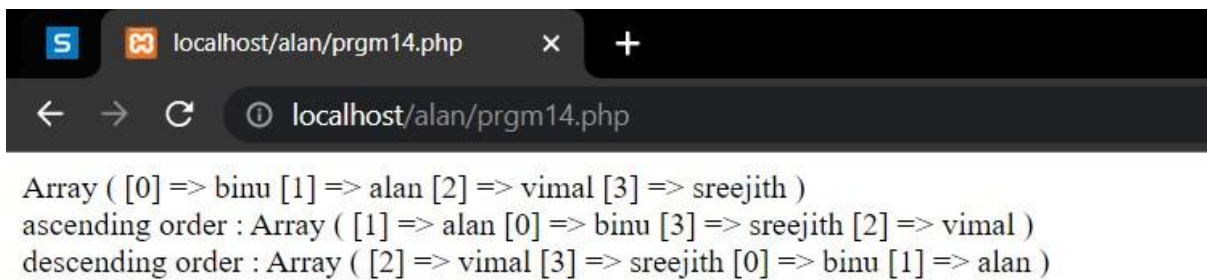 S localhost/alan/prgm14.php
localhost/alan/prgm14.php
Array ( [0] => binu [1] => alan [2] => vimal [3] => sreejith )
ascending order : Array ( [1] => alan [0] => binu [3] => sreejith [2] => vimal )
descending order : Array ( [2] => vimal [3] => sreejith [0] => binu [1] => alan )